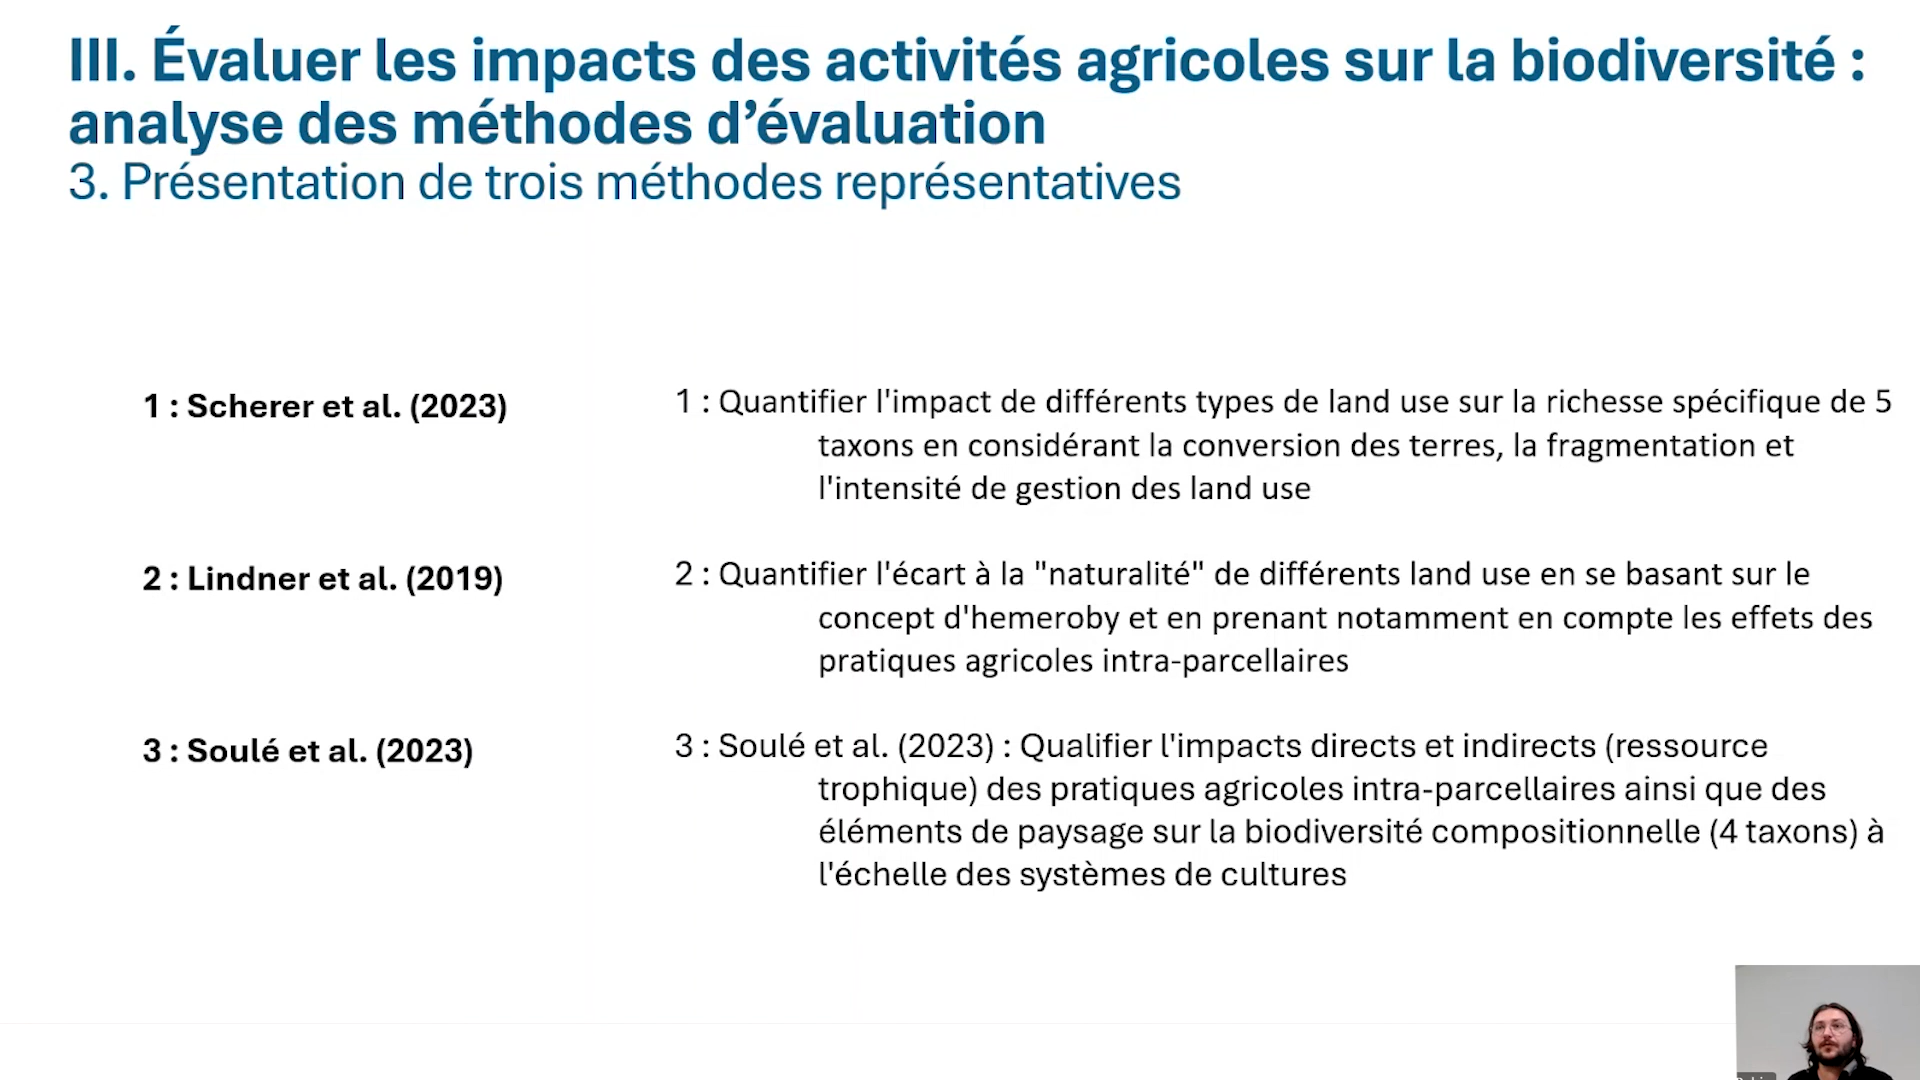 III. Évaluer les impacts des activités agricoles sur la biodiversité :
analyse des méthodes d’évaluation
3. Présentation de trois méthodes représentatives
1 : Scherer et al. (2023)
1 : Quantifier l'impact de différents types de land use sur la richesse spécifique de 5
taxons en considérant la conversion des terres, la fragmentation et
l'intensité de gestion des land use
2 : Lindner et al. (2019)
2 : Quantifier l'écart à la "naturalité" de différents land use en se basant sur le
concept d'hemeroby et en prenant notamment en compte les effets des
pratiques agricoles intra-parcellaires
3 : Soulé et al. (2023)
3 : Soulé et al. (2023) : Qualifier l'impacts directs et indirects (ressource
trophique) des pratiques agricoles intra-parcellaires ainsi que des
éléments de paysage sur la biodiversité compositionnelle (4 taxons) à
l'échelle des systèmes de cultures